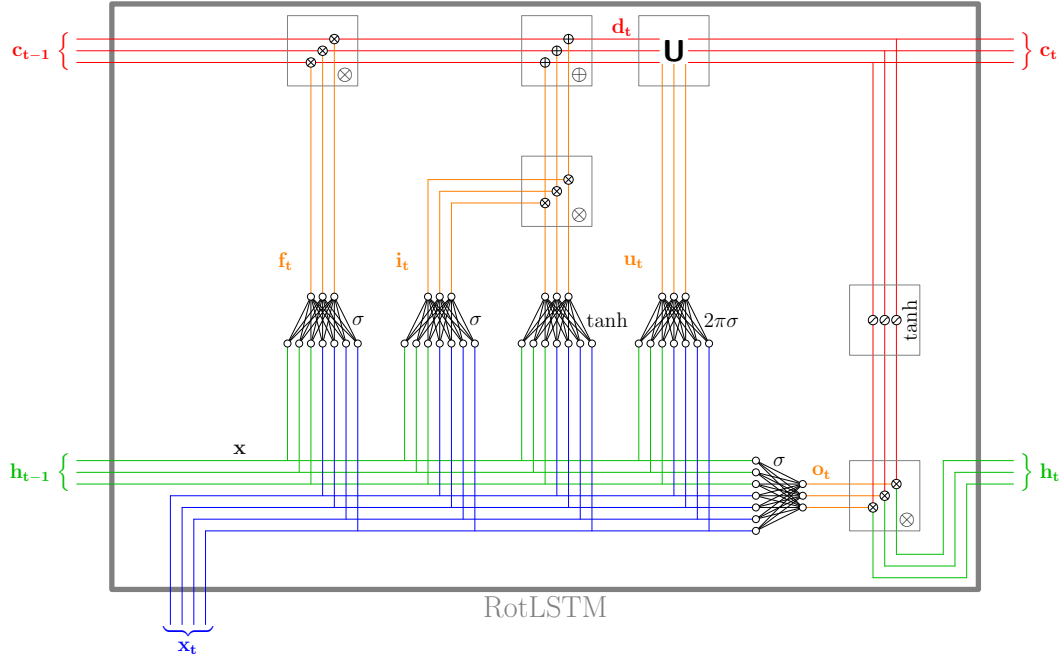 d_t
c_{t-1} { U } c_t
f_t i_t u_t
σ σ tanh 2πσ tanh
x
h_{t-1} { σ o_t } h_t
RotLSTM
x_t